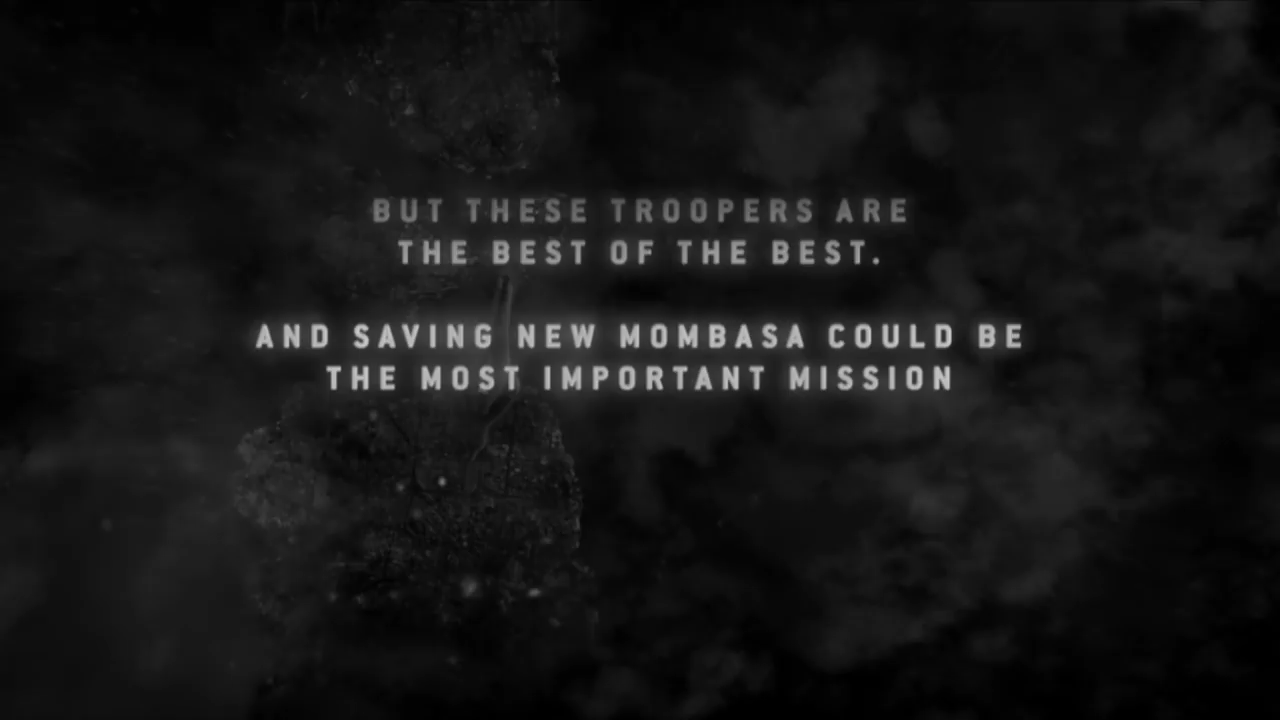 BUT THESE TROOPERS ARE
THE BEST OF THE BEST.
AND SAVING NEW MOMBASA COULD BE
THE MOST IMPORTANT MISSION